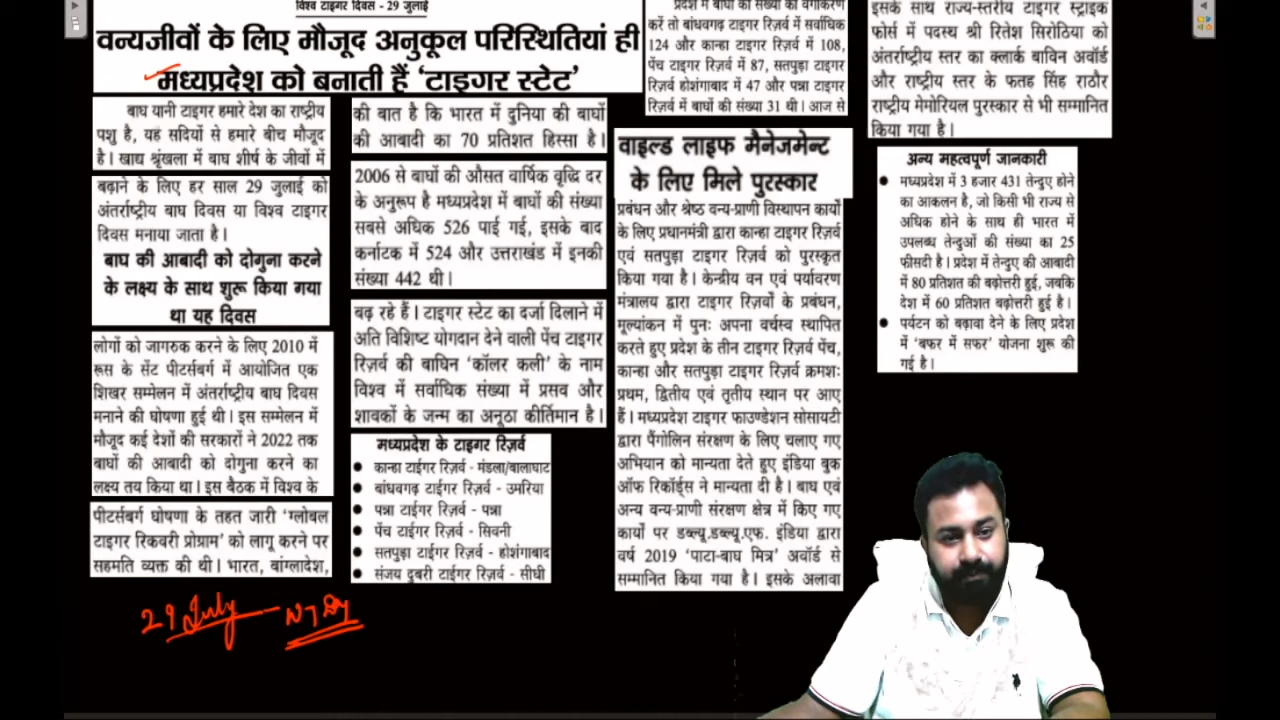 विश्व टाइगर दिवस - 29 जुलाई
वन्यजीवों के लिए मौजूद अनुकूल परिस्थितियां ही
मध्यप्रदेश को बनाती हैं ‘टाइगर स्टेट’
बाघ यानी टाइगर हमारे देश का राष्ट्रीय
पशु है, यह सदियों से हमारे बीच मौजूद
है। खाद्य श्रृंखला में बाघ शीर्ष के जीवों में
बढ़ाने के लिए हर साल 29 जुलाई को
अंतर्राष्ट्रीय बाघ दिवस या विश्व टाइगर
दिवस मनाया जाता है।
बाघ की आबादी को दोगुना करने
के लक्ष्य के साथ शुरू किया गया
था यह दिवस
लोगों को जागरुक करने के लिए 2010 में
रूस के सेंट पीटर्सबर्ग में आयोजित एक
शिखर सम्मेलन में अंतर्राष्ट्रीय बाघ दिवस
मनाने की घोषणा हुई थी। इस सम्मेलन में
मौजूद कई देशों की सरकारों ने 2022 तक
बाघों की आबादी को दोगुना करने का
लक्ष्य तय किया था। इस बैठक में विश्व के
पीटर्सबर्ग घोषणा के तहत जारी ‘ग्लोबल
टाइगर रिकवरी प्रोग्राम’ को लागू करने पर
सहमति व्यक्त की थी। भारत, बांग्लादेश,
29 July
की बात है कि भारत में दुनिया की बाघों
की आबादी का 70 प्रतिशत हिस्सा है।
2006 से बाघों की औसत वार्षिक वृद्धि दर
के अनुरूप है मध्यप्रदेश में बाघों की संख्या
सबसे अधिक 526 पाई गई, इसके बाद
कर्नाटक में 524 और उत्तराखंड में इनकी
संख्या 442 थी।
बढ़ रहे हैं। टाइगर स्टेट का दर्जा दिलाने में
अति विशिष्ट योगदान देने वाली पेंच टाइगर
रिजर्व की बाघिन ‘कॉलर कली’ के नाम
विश्व में सर्वाधिक संख्या में प्रसव और
शावकों के जन्म का अनूठा कीर्तिमान है।
मध्यप्रदेश के टाइगर रिज़र्व
● कान्हा टाईगर रिज़र्व - मंडला/बालाघाट
● बांधवगढ़ टाईगर रिज़र्व - उमरिया
● पन्ना टाईगर रिज़र्व - पन्ना
● पेंच टाईगर रिज़र्व - सिवनी
● सतपुड़ा टाईगर रिज़र्व - होशंगाबाद
● संजय दुबरी टाईगर रिज़र्व - सीधी
प्रदेश में बाघों की संख्या का वर्गीकरण
करें तो बांधवगढ़ टाइगर रिज़र्व में सर्वाधिक
124 और कान्हा टाइगर रिज़र्व में 108,
पेंच टाइगर रिज़र्व में 87, सतपुड़ा टाइगर
रिज़र्व होशंगाबाद में 47 और पन्ना टाइगर
रिज़र्व में बाघों की संख्या 31 थी। आज से
वाइल्ड लाइफ मैनेजमेन्ट
के लिए मिले पुरस्कार
प्रबंधन और श्रेष्ठ वन्य-प्राणी विस्थापन कार्यों
के लिए प्रधानमंत्री द्वारा कान्हा टाइगर रिज़र्व
एवं सतपुड़ा टाइगर रिज़र्व को पुरस्कृत
किया गया है। केन्द्रीय वन एवं पर्यावरण
मंत्रालय द्वारा टाइगर रिज़र्वों के प्रबंधन,
मूल्यांकन में पुनः अपना वर्चस्व स्थापित
करते हुए प्रदेश के तीन टाइगर रिज़र्व पेंच,
कान्हा और सतपुड़ा टाइगर रिज़र्व क्रमशः
प्रथम, द्वितीय एवं तृतीय स्थान पर आए
हैं। मध्यप्रदेश टाइगर फाउण्डेशन सोसायटी
द्वारा पैंगोलिन संरक्षण के लिए चलाए गए
अभियान को मान्यता देते हुए इंडिया बुक
ऑफ रिकॉर्ड्स ने मान्यता दी है। बाघ एवं
अन्य वन्य-प्राणी संरक्षण क्षेत्र में किए गए
कार्यों पर डब्ल्यू.डब्ल्यू.एफ. इंडिया द्वारा
वर्ष 2019 ‘पाटा-बाघ मित्र’ अवॉर्ड से
सम्मानित किया गया है। इसके अलावा
इसके साथ राज्य-स्तरीय टाइगर स्ट्राइक
फोर्स में पदस्थ श्री रितेश सिरोठिया को
अंतर्राष्ट्रीय स्तर का क्लार्क बाविन अवॉर्ड
और राष्ट्रीय स्तर के फतह सिंह राठौर
राष्ट्रीय मेमोरियल पुरस्कार से भी सम्मानित
किया गया है।
अन्य महत्वपूर्ण जानकारी
● मध्यप्रदेश में 3 हजार 431 तेन्दुए होने
का आकलन है, जो किसी भी राज्य से
अधिक होने के साथ ही भारत में
उपलब्ध तेन्दुओं की संख्या का 25
फीसदी है। प्रदेश में तेन्दुए की आबादी
में 80 प्रतिशत की बढ़ोत्तरी हुई, जबकि
देश में 60 प्रतिशत बढ़ोत्तरी हुई है।
● पर्यटन को बढ़ावा देने के लिए प्रदेश
में ‘बफर में सफर’ योजना शुरू की
गई है।